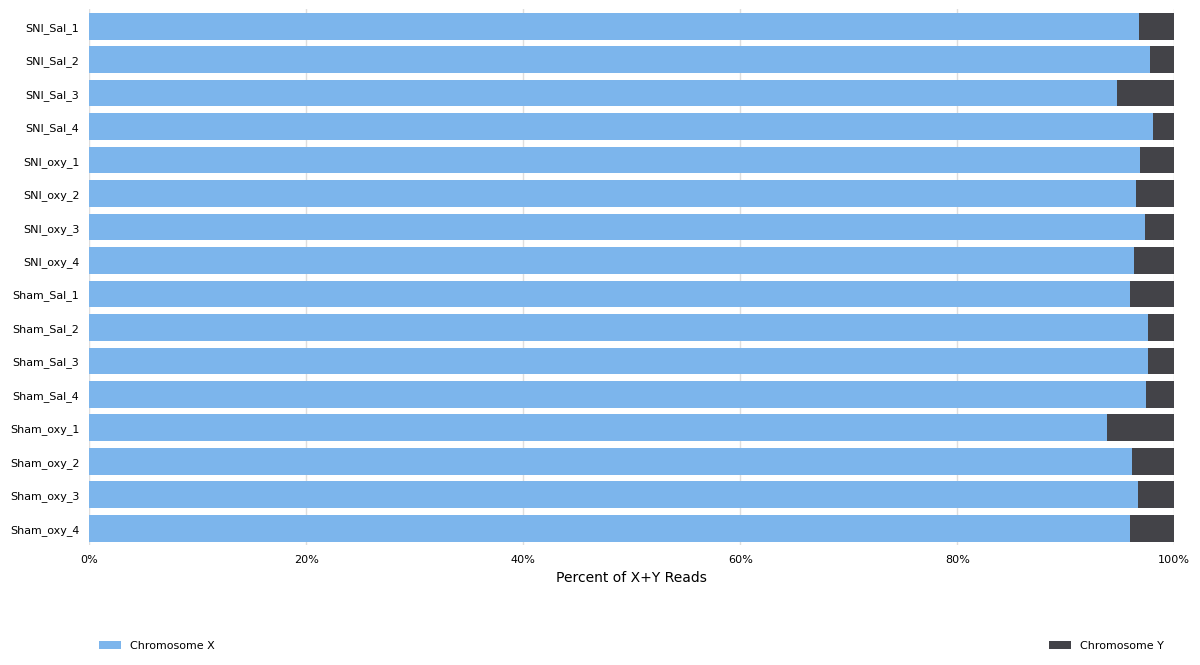 SNI_Sal_1
SNI_Sal_2
SNI_Sal_3
SNI_Sal_4
SNI_oxy_1
SNI_oxy_2
SNI_oxy_3
SNI_oxy_4
Sham_Sal_1
Sham_Sal_2
Sham_Sal_3
Sham_Sal_4
Sham_oxy_1
Sham_oxy_2
Sham_oxy_3
Sham_oxy_4
0% 20% 40% 60% 80% 100%
Percent of X+Y Reads
Chromosome X Chromosome Y